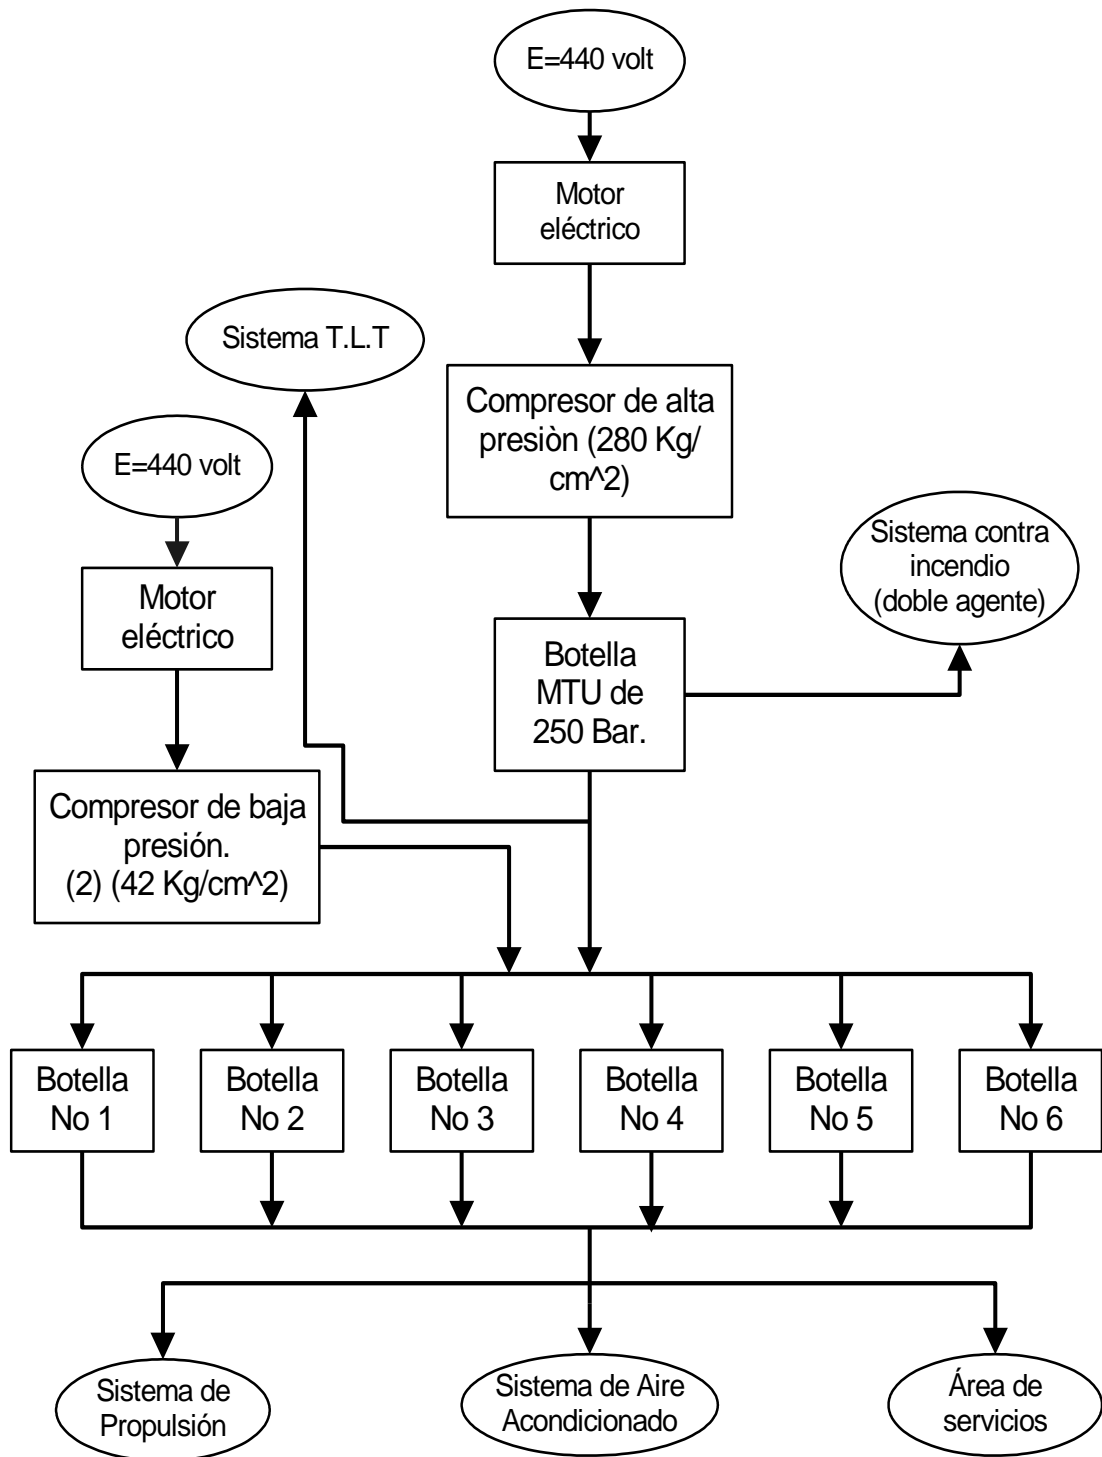 E=440 volt
Motor
eléctrico
Sistema T.L.T
Compresor de alta
presiòn (280 Kg/
cm^2)
E=440 volt
Sistema contra
incendio
(doble agente)
Motor
eléctrico
Botella
MTU de
250 Bar.
Compresor de baja
presión.
(2) (42 Kg/cm^2)
Botella
No 1
Botella
No 2
Botella
No 3
Botella
No 4
Botella
No 5
Botella
No 6
Sistema de
Propulsión
Sistema de Aire
Acondicionado
Área de
servicios